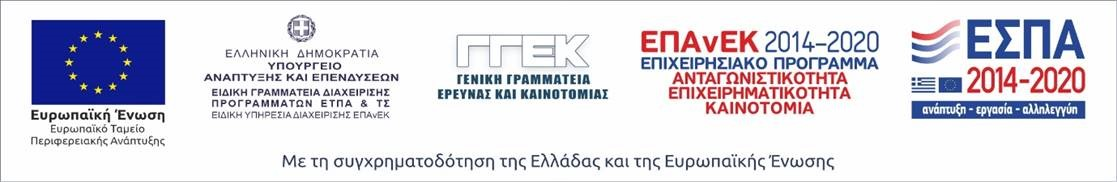 Ευρωπαϊκή Ένωση
Ευρωπαϊκό Ταμείο
Περιφερειακής Ανάπτυξης
ΕΛΛΗΝΙΚΗ ΔΗΜΟΚΡΑΤΙΑ
ΥΠΟΥΡΓΕΙΟ
ΑΝΑΠΤΥΞΗΣ ΚΑΙ ΕΠΕΝΔΥΣΕΩΝ
ΕΙΔΙΚΗ ΓΡΑΜΜΑΤΕΙΑ ΔΙΑΧΕΙΡΙΣΗΣ
ΠΡΟΓΡΑΜΜΑΤΩΝ ΕΤΠΑ & ΤΣ
ΕΙΔΙΚΗ ΥΠΗΡΕΣΙΑ ΔΙΑΧΕΙΡΙΣΗΣ ΕΠΑνΕΚ
ΓΓΕΚ
ΓΕΝΙΚΗ ΓΡΑΜΜΑΤΕΙΑ
ΕΡΕΥΝΑΣ ΚΑΙ ΚΑΙΝΟΤΟΜΙΑΣ
ΕΠΑνΕΚ 2014–2020
ΕΠΙΧΕΙΡΗΣΙΑΚΟ ΠΡΟΓΡΑΜΜΑ
ΑΝΤΑΓΩΝΙΣΤΙΚΟΤΗΤΑ
ΕΠΙΧΕΙΡΗΜΑΤΙΚΟΤΗΤΑ
ΚΑΙΝΟΤΟΜΙΑ
ΕΣΠΑ
2014–2020
ανάπτυξη - εργασία - αλληλεγγύη
Με τη συγχρηματοδότηση της Ελλάδας και της Ευρωπαϊκής Ένωσης